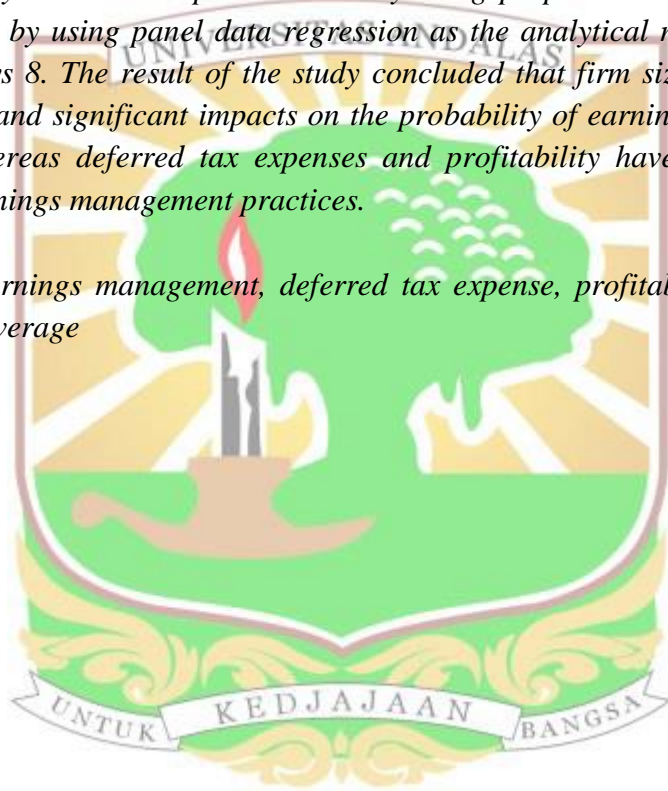 by using panel data regression as the analytical
UNIVERSITAS ANDALAS
s 8. The result of the study concluded that firm siz
and significant impacts on the probability of earnin
ereas deferred tax expenses and profitability have
nings management practices.
rnings management, deferred tax expense, profital
verage
UNTUK KEDJAJAAN BANGSA